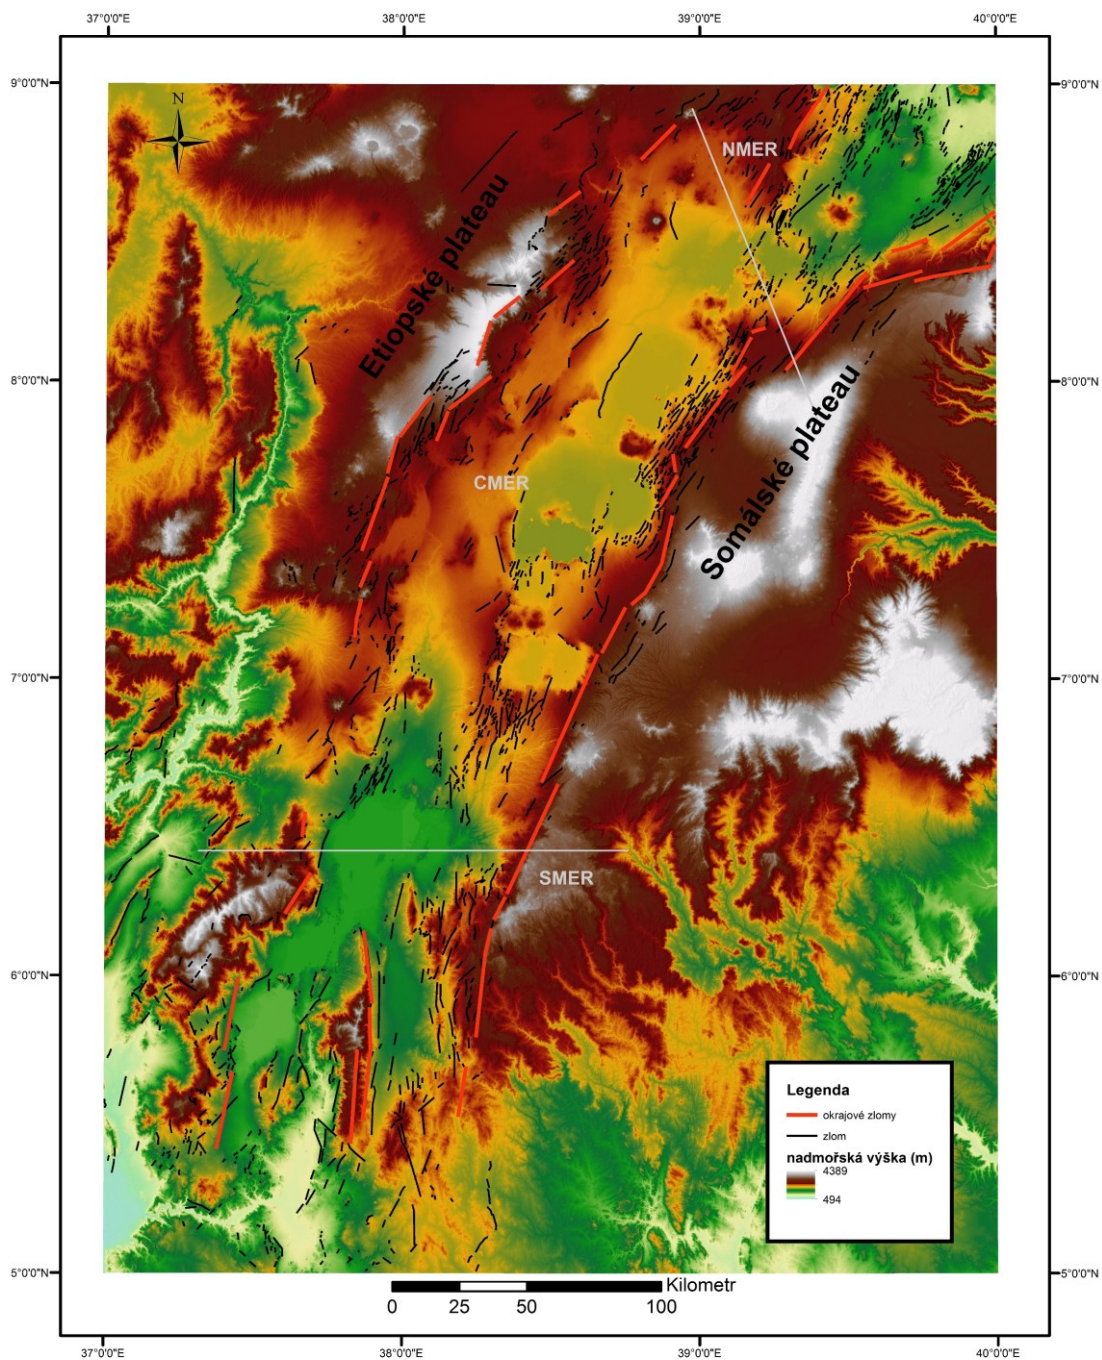 37°0'0"E 38°0'0"E 39°0'0"E 40°0'0"E
9°0'0"N 9°0'0"N
N
NMER
Etiopské plateau
8°0'0"N 8°0'0"N
Somálské plateau
CMER
7°0'0"N 7°0'0"N
SMER
6°0'0"N 6°0'0"N
Legenda
okrajové zlomy
zlom
nadmořská výška (m)
4389
494
5°0'0"N 5°0'0"N
Kilometr
0 25 50 100
37°0'0"E 38°0'0"E 39°0'0"E 40°0'0"E